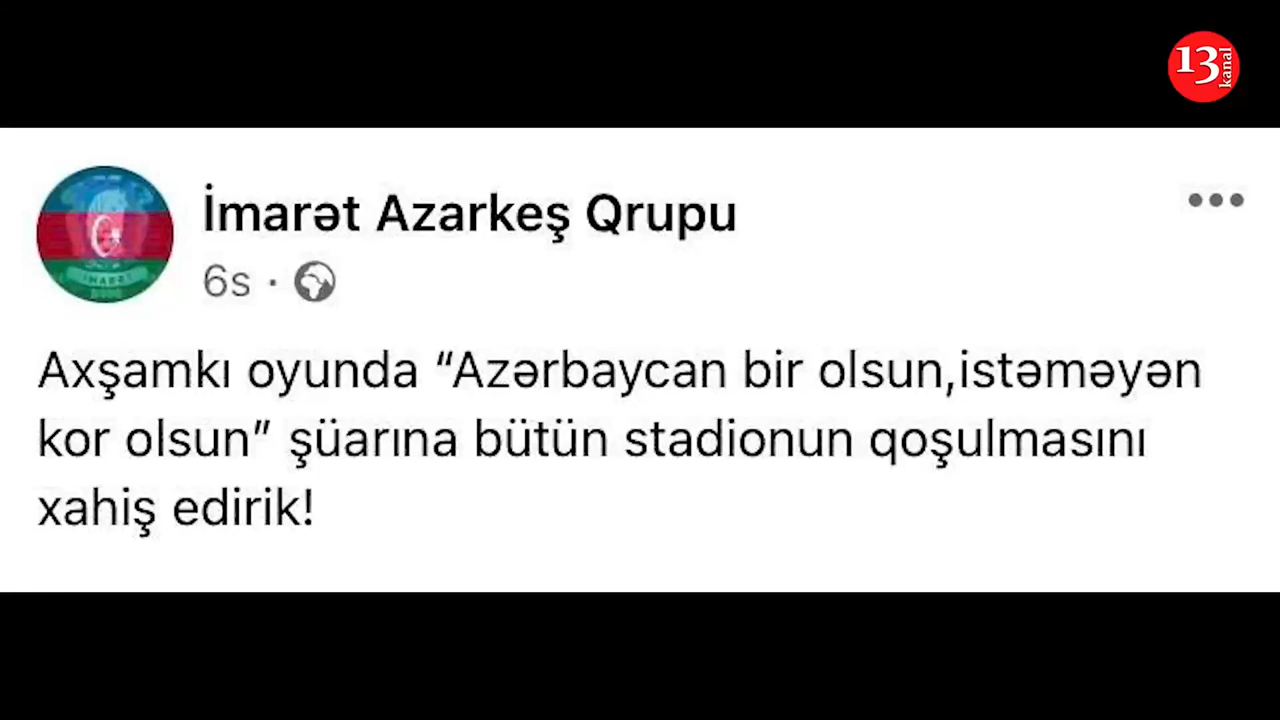 13 kanal
İmarət Azarkeş Qrupu
6s ·
Axşamkı oyunda “Azərbaycan bir olsun,istəməyən
kor olsun” şüarına bütün stadionun qoşulmasını
xahiş edirik!
İMARƏT